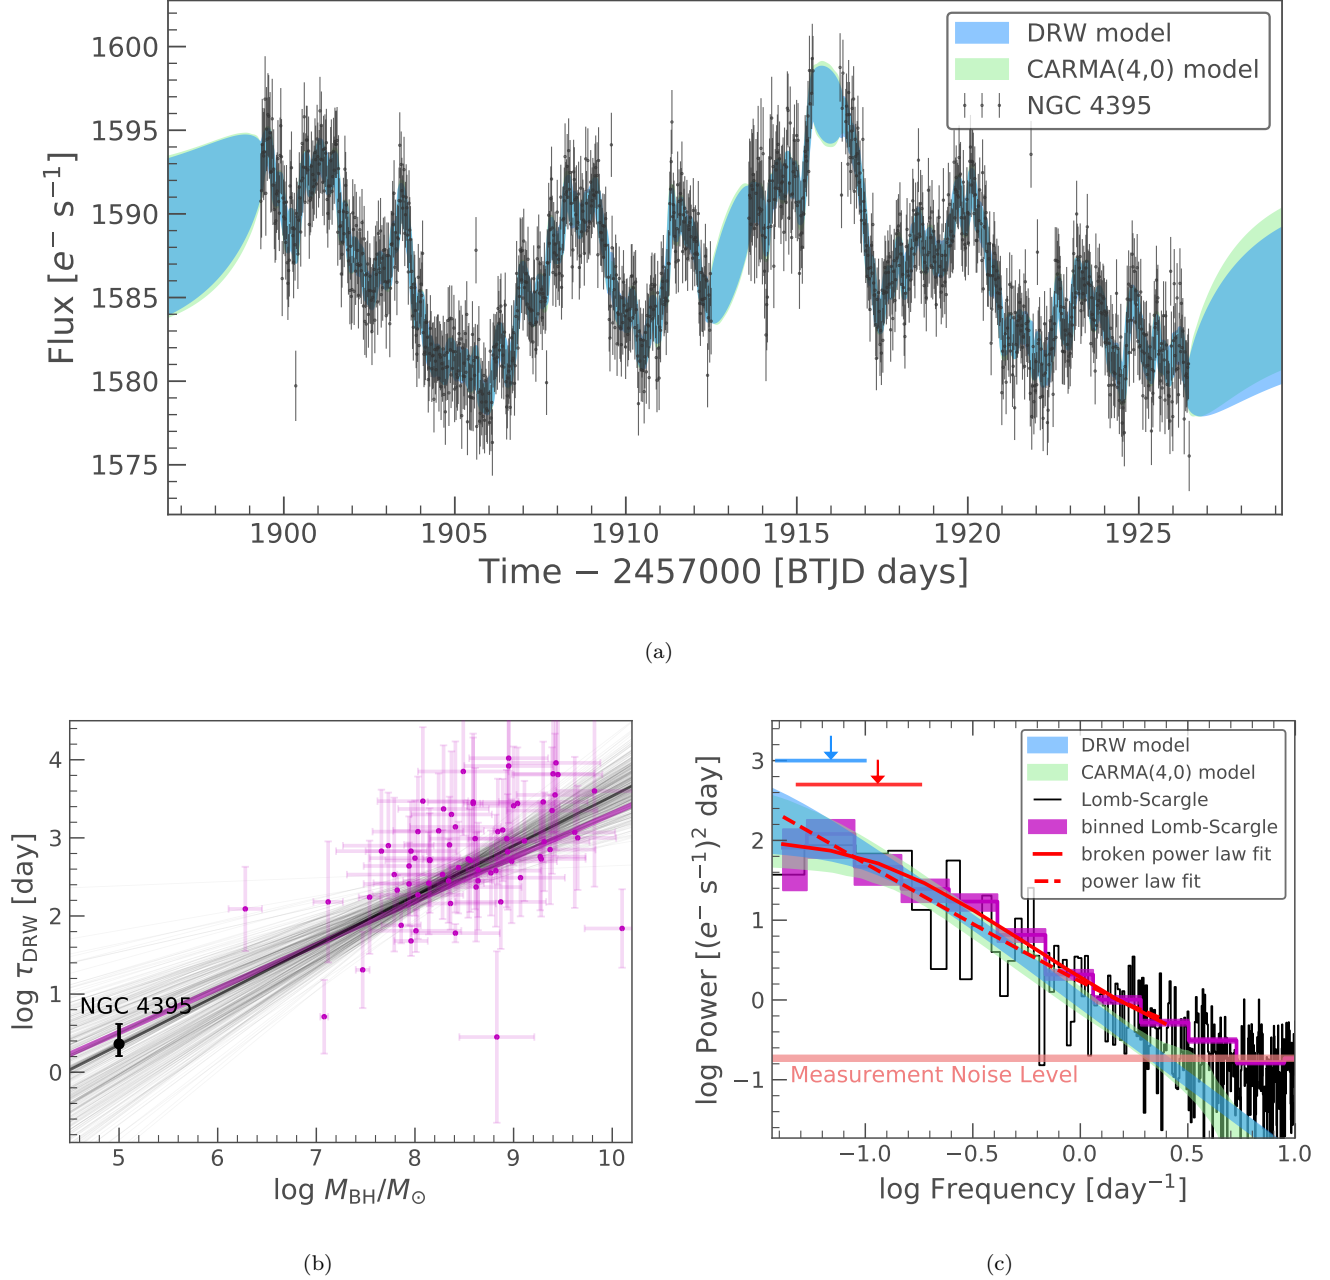 1600
1595
1590
1585
1580
1575
Flux [e⁻ s⁻¹]
DRW model
CARMA(4,0) model
NGC 4395
1900 1905 1910 1915 1920 1925
Time − 2457000 [BTJD days]
(a)
4
3
2
1
0
log τDRW [day]
NGC 4395
5 6 7 8 9 10
log MBH/M⊙
(b)
3
2
1
0
−1
log Power [(e⁻ s⁻¹)² day]
DRW model
CARMA(4,0) model
Lomb-Scargle
binned Lomb-Scargle
broken power law fit
power law fit
Measurement Noise Level
−1.0 −0.5 0.0 0.5 1.0
log Frequency [day⁻¹]
(c)